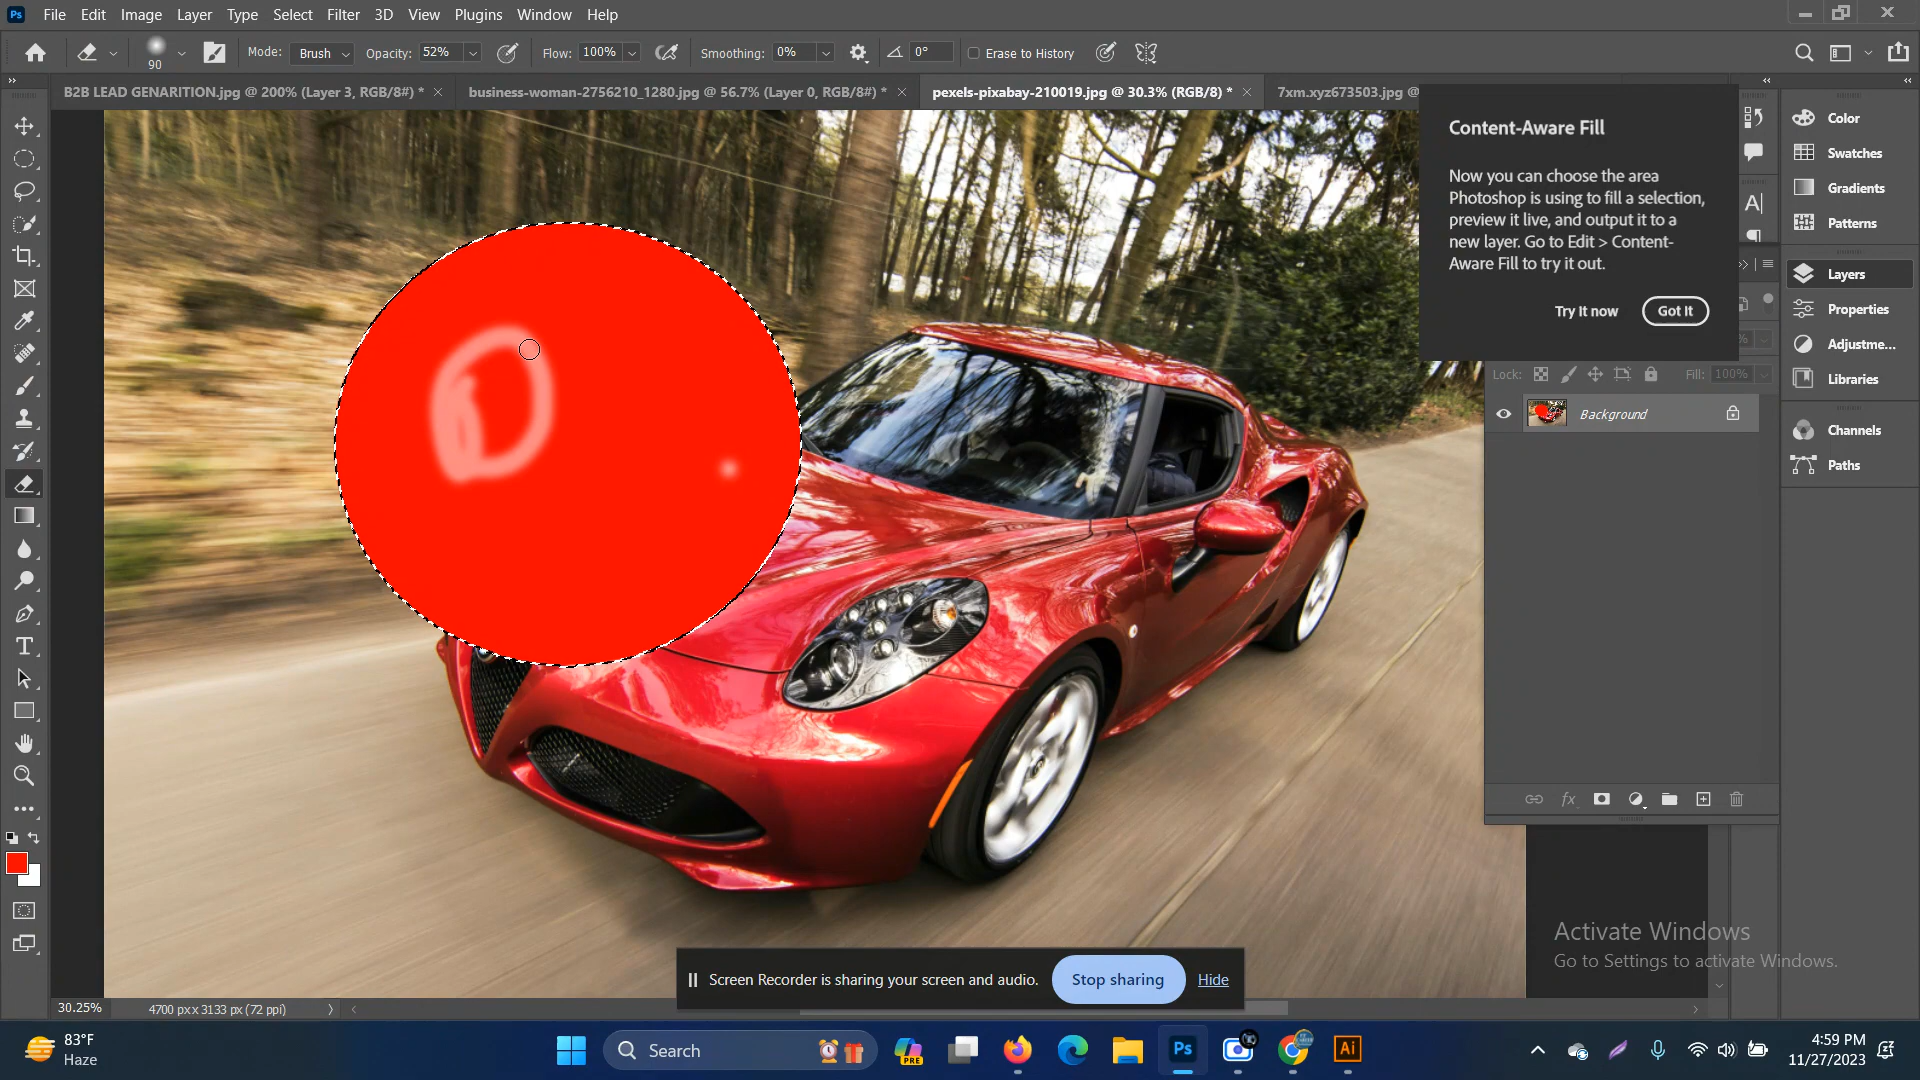 Ps File Edit Image Layer Type Select Filter 3D View Plugins Window Help
90 Mode: Brush Opacity: 52% Flow: 100% Smoothing: 0% 0° Erase to History
B2B LEAD GENARITION.jpg @ 200% (Layer 3, RGB/8#) * business-woman-2756210_1280.jpg @ 56.7% (Layer 0, RGB/8#) * pexels-pixabay-210019.jpg @ 30.3% (RGB/8) * 7xm.xyz673503.jpg @
Content-Aware Fill
Now you can choose the area
Photoshop is using to fill a selection,
preview it live, and output it to a
new layer. Go to Edit > Content-
Aware Fill to try it out.
Try It now Got It
Color
Swatches
Gradients
Patterns
Layers
Properties
Adjustme...
Libraries
Channels
Paths
Lock: Fill: 100%
Background
fx
Activate Windows
Go to Settings to activate Windows.
Screen Recorder is sharing your screen and audio. Stop sharing Hide
30.25% 4700 px x 3133 px (72 ppi)
83°F
Haze
Search
PRE
Ps
Ai
4:59 PM
11/27/2023